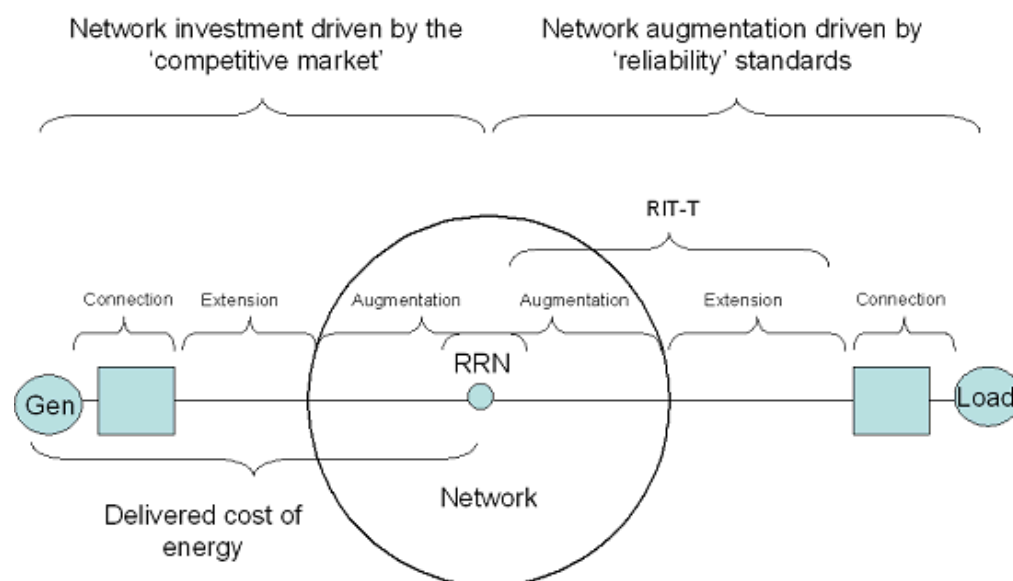 Network investment driven by the
'competitive market'
Network augmentation driven by
'reliability' standards
RIT-T
Connection
Extension
Augmentation
Augmentation
Extension
Connection
RRN
Gen
Load
Network
Delivered cost of
energy